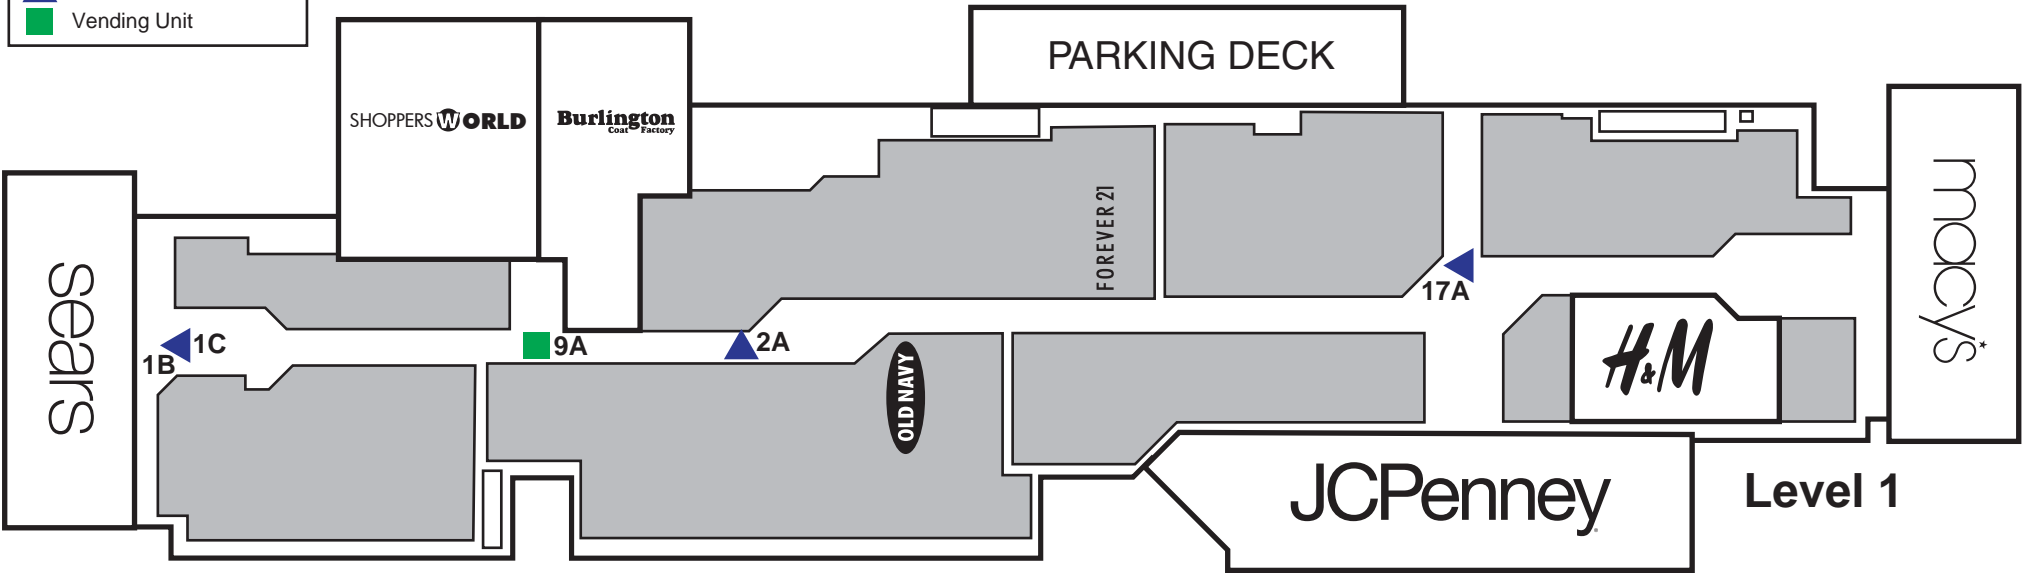 Vending Unit
PARKING DECK
SHOPPERS WORLD
Burlington
Coat Factory
macy's
sears
FOREVER 21
17A
1C
1B
9A
2A
H&M
OLD NAVY
JCPenney
Level 1